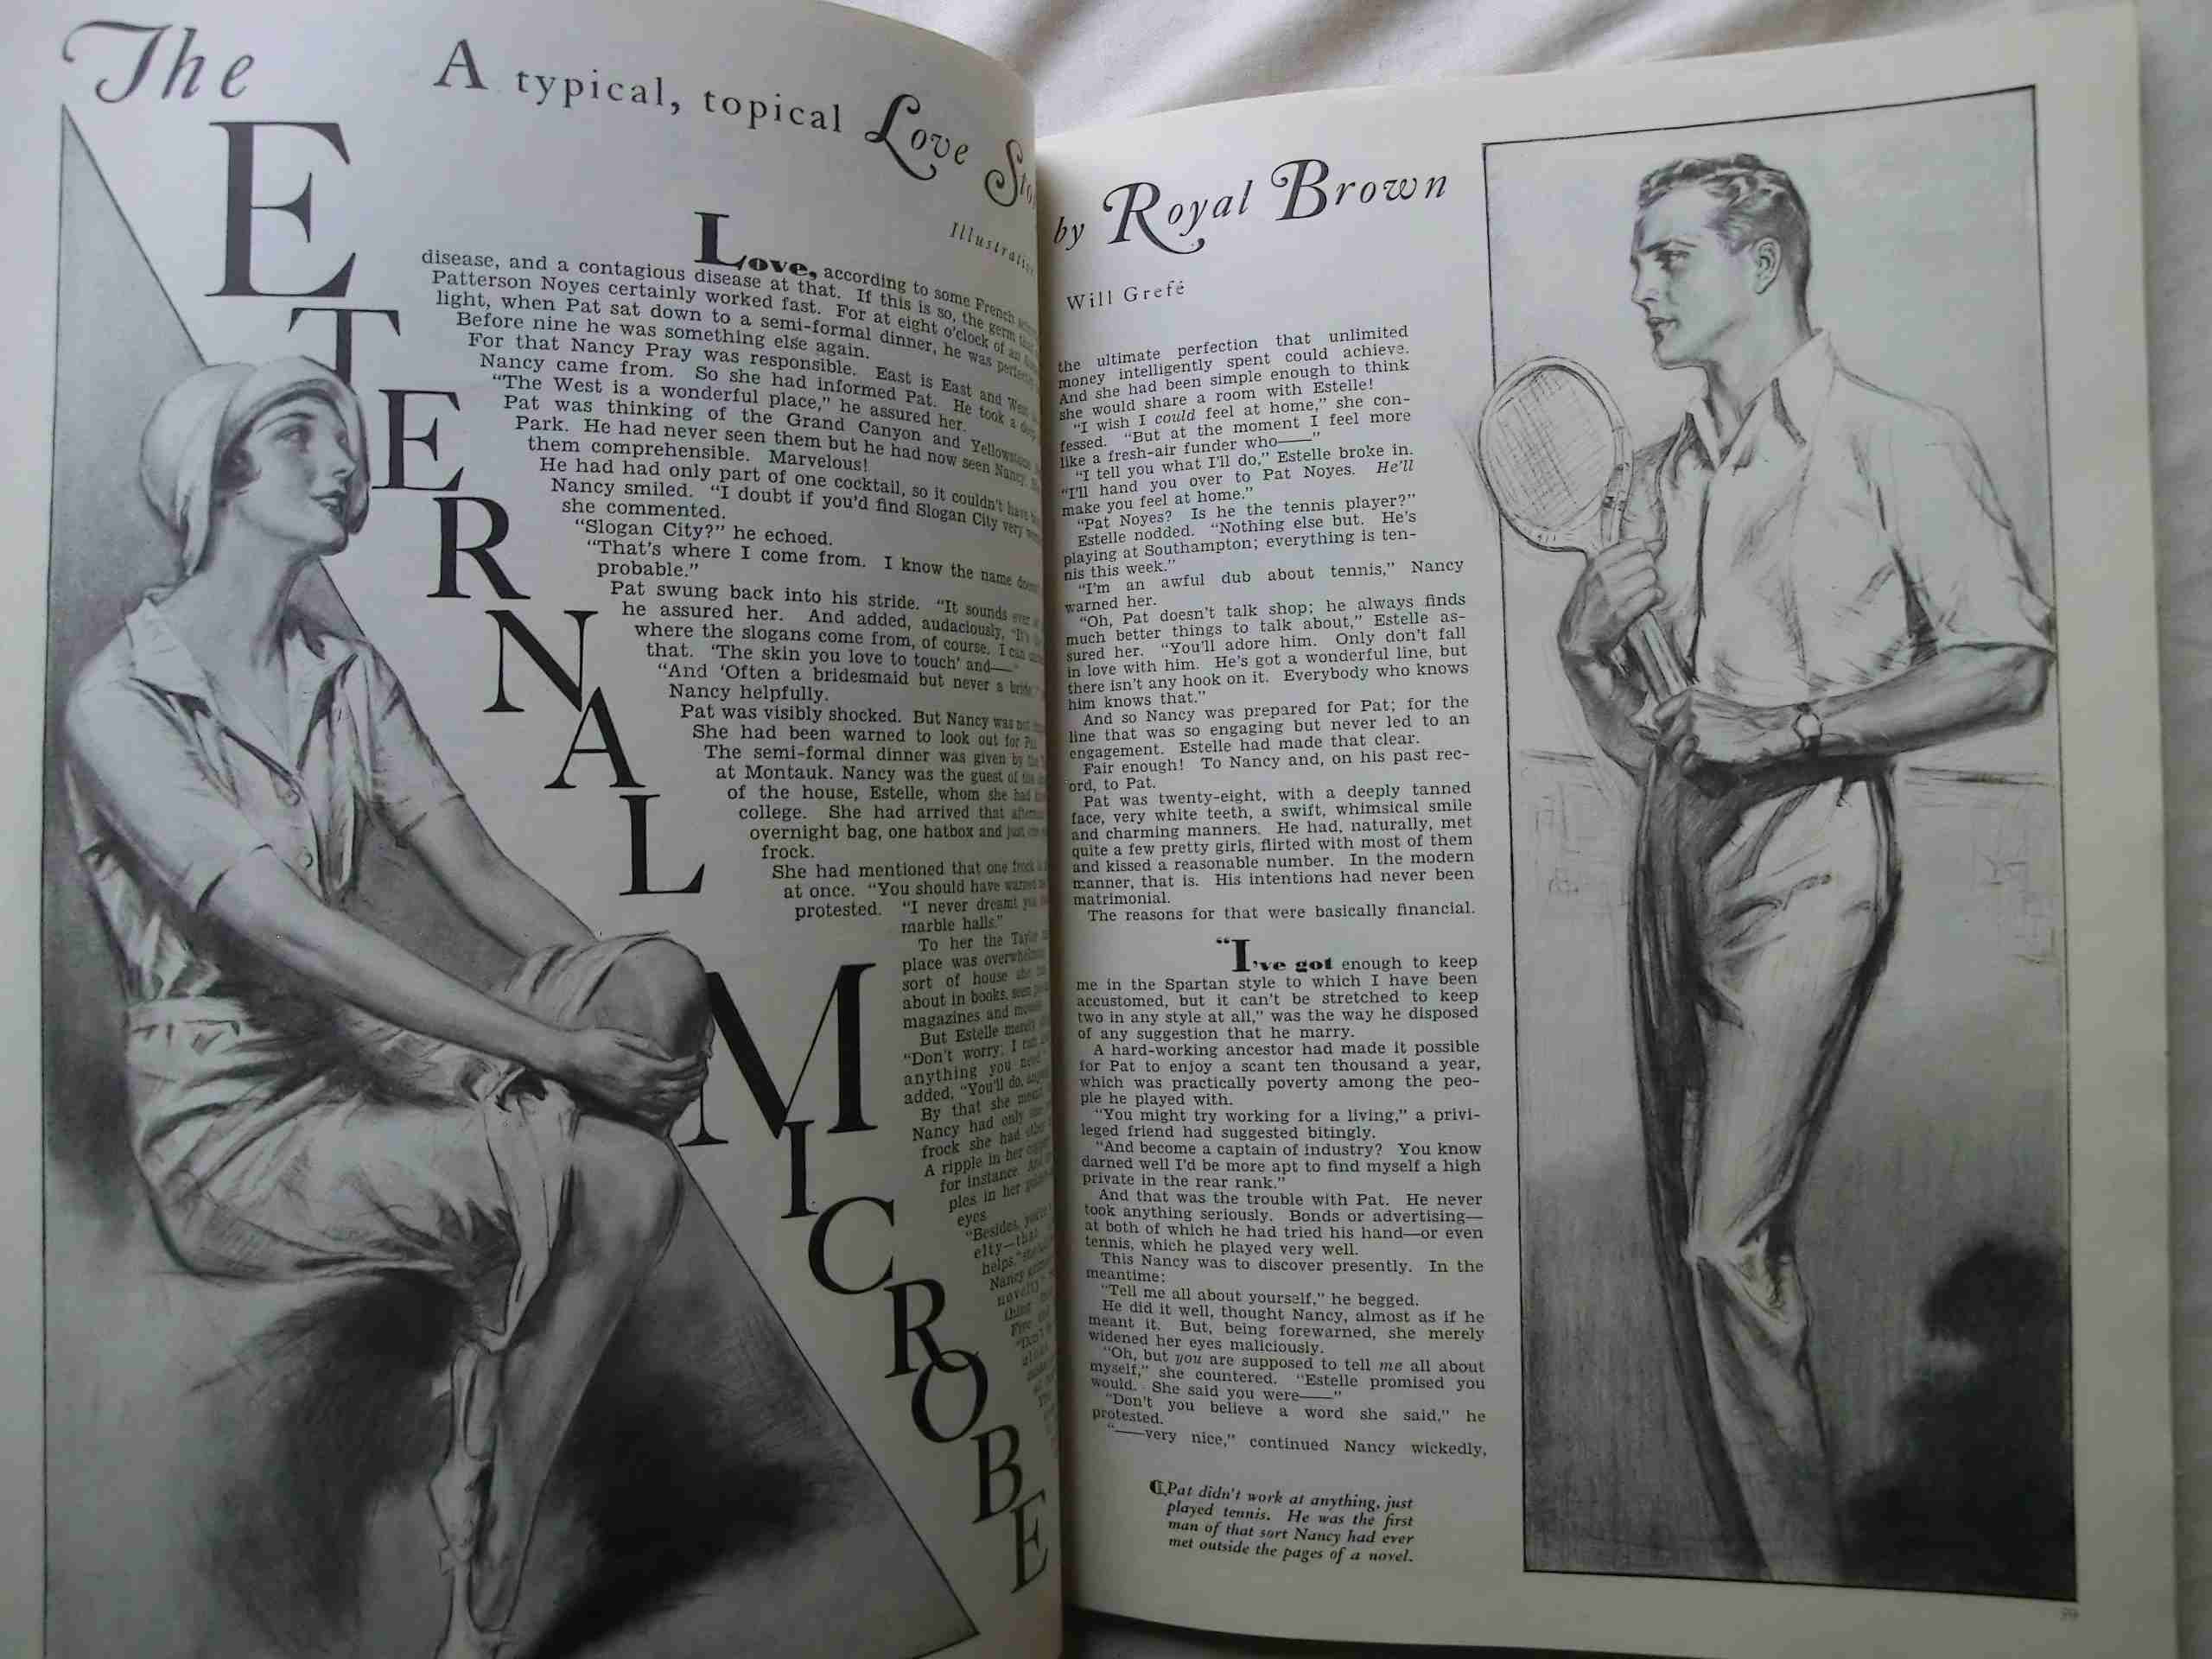 The
ETERNAL
MICROBE
A typical, topical Love
Love, according to some French
disease, and a contagious disease at that. If this is so, the germ
Patterson Noyes certainly worked fast. For at eight o'clock of an
light, when Pat sat down to a semi-formal dinner, he was
Before nine he was something else again.
For that Nancy Pray was responsible. East is East and West
Nancy came from. So she had informed Pat. He took a deep
"The West is a wonderful place," he assured her.
Pat was thinking of the Grand Canyon and Yellowstone
Park. He had never seen them but he had now seen Nancy.
them comprehensible. Marvelous!
He had had only part of one cocktail, so it couldn't have
Nancy smiled. "I doubt if you'd find Slogan City very
she commented.
"Slogan City?" he echoed.
"That's where I come from. I know the name
probable."
Pat swung back into his stride. "It sounds
he assured her. And added, audaciously,
where the slogans come from, of course. I can
that. 'The skin you love to touch' and—"
"And 'Often a bridesmaid but never a
Nancy helpfully.
Pat was visibly shocked. But Nancy was not
She had been warned to look out for
The semi-formal dinner was given by
at Montauk. Nancy was the guest of the
of the house, Estelle, whom she had
college. She had arrived that
overnight bag, one hatbox and just
frock.
She had mentioned that one frock
at once. "You should have warned
protested. "I never dreamt you
marble halls."
To her the
place was
sort of house she
about in books, seen
magazines and
But Estelle merely
"Don't worry; I can
anything you need
added, "You'll do,
By that she meant
Nancy had only one
frock she had
A ripple in her
for instance.
ples in her
eyes.
"Besides,
elty—that
helps,"
Nancy
by Royal Brown
Will Grefé
the ultimate perfection that unlimited
money intelligently spent could achieve.
And she had been simple enough to think
she would share a room with Estelle!
"I wish I could feel at home," she con-
fessed. "But at the moment I feel more
like a fresh-air funder who——"
"I tell you what I'll do," Estelle broke in.
"I'll hand you over to Pat Noyes. He'll
make you feel at home."
"Pat Noyes? Is he the tennis player?"
Estelle nodded. "Nothing else but. He's
playing at Southampton; everything is ten-
nis this week."
"I'm an awful dub about tennis," Nancy
warned her.
"Oh, Pat doesn't talk shop; he always finds
much better things to talk about," Estelle as-
sured her. "You'll adore him. Only don't fall
in love with him. He's got a wonderful line, but
there isn't any hook on it. Everybody who knows
him knows that."
And so Nancy was prepared for Pat; for the
line that was so engaging but never led to an
engagement. Estelle had made that clear.
Fair enough! To Nancy and, on his past rec-
ord, to Pat.
Pat was twenty-eight, with a deeply tanned
face, very white teeth, a swift, whimsical smile
and charming manners. He had, naturally, met
quite a few pretty girls, flirted with most of them
and kissed a reasonable number. In the modern
manner, that is. His intentions had never been
matrimonial.
The reasons for that were basically financial.
"I've got enough to keep
me in the Spartan style to which I have been
accustomed, but it can't be stretched to keep
two in any style at all," was the way he disposed
of any suggestion that he marry.
A hard-working ancestor had made it possible
for Pat to enjoy a scant ten thousand a year,
which was practically poverty among the peo-
ple he played with.
"You might try working for a living," a privi-
leged friend had suggested bitingly.
"And become a captain of industry? You know
darned well I'd be more apt to find myself a high
private in the rear rank."
And that was the trouble with Pat. He never
took anything seriously. Bonds or advertising—
at both of which he had tried his hand—or even
tennis, which he played very well.
This Nancy was to discover presently. In the
meantime:
"Tell me all about yourself," he begged.
He did it well, thought Nancy, almost as if he
meant it. But, being forewarned, she merely
widened her eyes maliciously.
"Oh, but you are supposed to tell me all about
myself," she countered. "Estelle promised you
would. She said you were——"
"Don't you believe a word she said," he
protested.
"——very nice," continued Nancy wickedly,
Pat didn't work at anything, just
played tennis. He was the first
man of that sort Nancy had ever
met outside the pages of a novel.